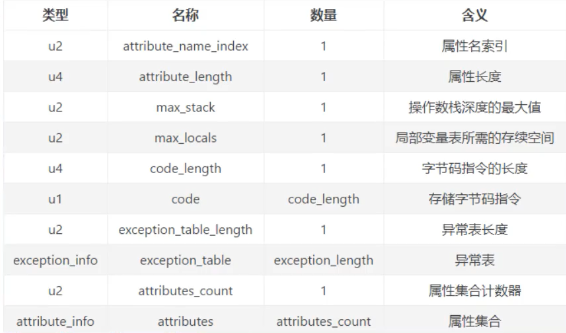 类型 名称 数量 含义
u2 attribute_name_index 1 属性名索引
u4 attribute_length 1 属性长度
u2 max_stack 1 操作数栈深度的最大值
u2 max_locals 1 局部变量表所需的存续空间
u4 code_length 1 字节码指令的长度
u1 code code_length 存储字节码指令
u2 exception_table_length 1 异常表长度
exception_info exception_table exception_length 异常表
u2 attributes_count 1 属性集合计数器
attribute_info attributes attributes_count 属性集合